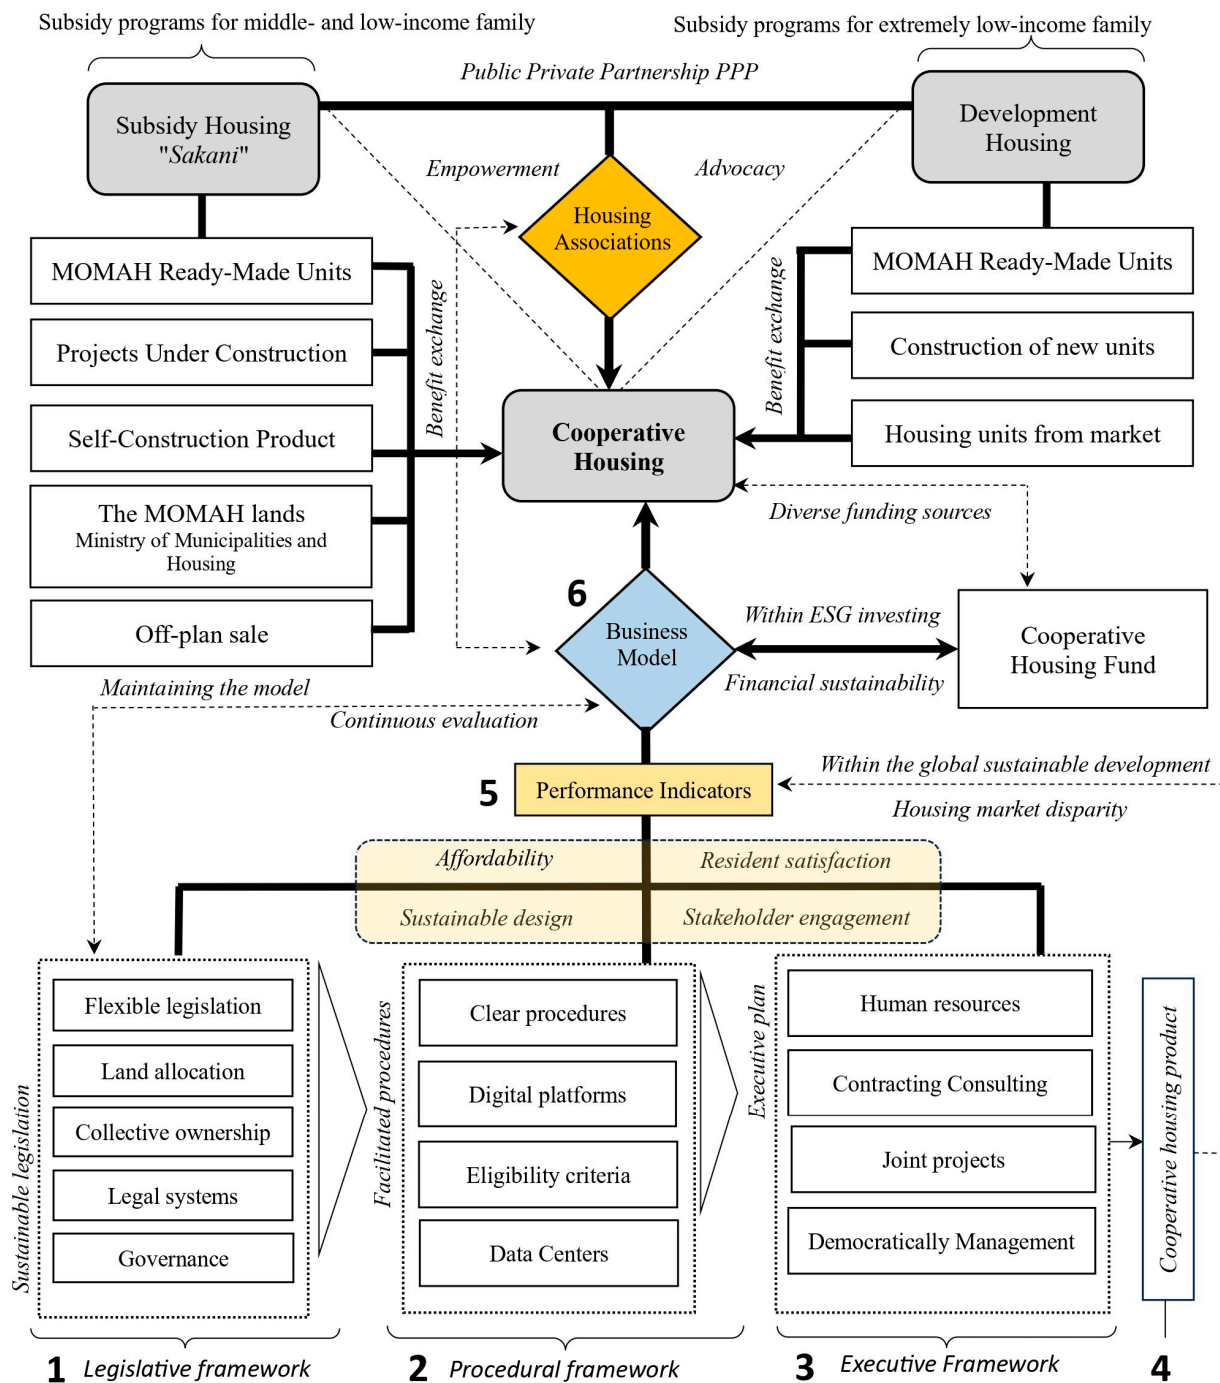 Subsidy programs for middle- and low-income family
Subsidy programs for extremely low-income family
Public Private Partnership PPP
Subsidy Housing
"Sakani"
Development
Housing
Empowerment
Advocacy
Housing
Associations
MOMAH Ready-Made Units
Projects Under Construction
Self-Construction Product
The MOMAH lands
Ministry of Municipalities and
Housing
Off-plan sale
Benefit exchange
Benefit exchange
MOMAH Ready-Made Units
Construction of new units
Housing units from market
Cooperative
Housing
Diverse funding sources
6
Business
Model
Within ESG investing
Financial sustainability
Cooperative
Housing Fund
Maintaining the model
Continuous evaluation
5
Performance Indicators
Within the global sustainable development
Housing market disparity
Affordability
Resident satisfaction
Sustainable design
Stakeholder engagement
Sustainable legislation
Flexible legislation
Land allocation
Collective ownership
Legal systems
Governance
Facilitated procedures
Clear procedures
Digital platforms
Eligibility criteria
Data Centers
Executive plan
Human resources
Contracting Consulting
Joint projects
Democratically Management
Cooperative housing product
1 Legislative framework
2 Procedural framework
3 Executive Framework
4